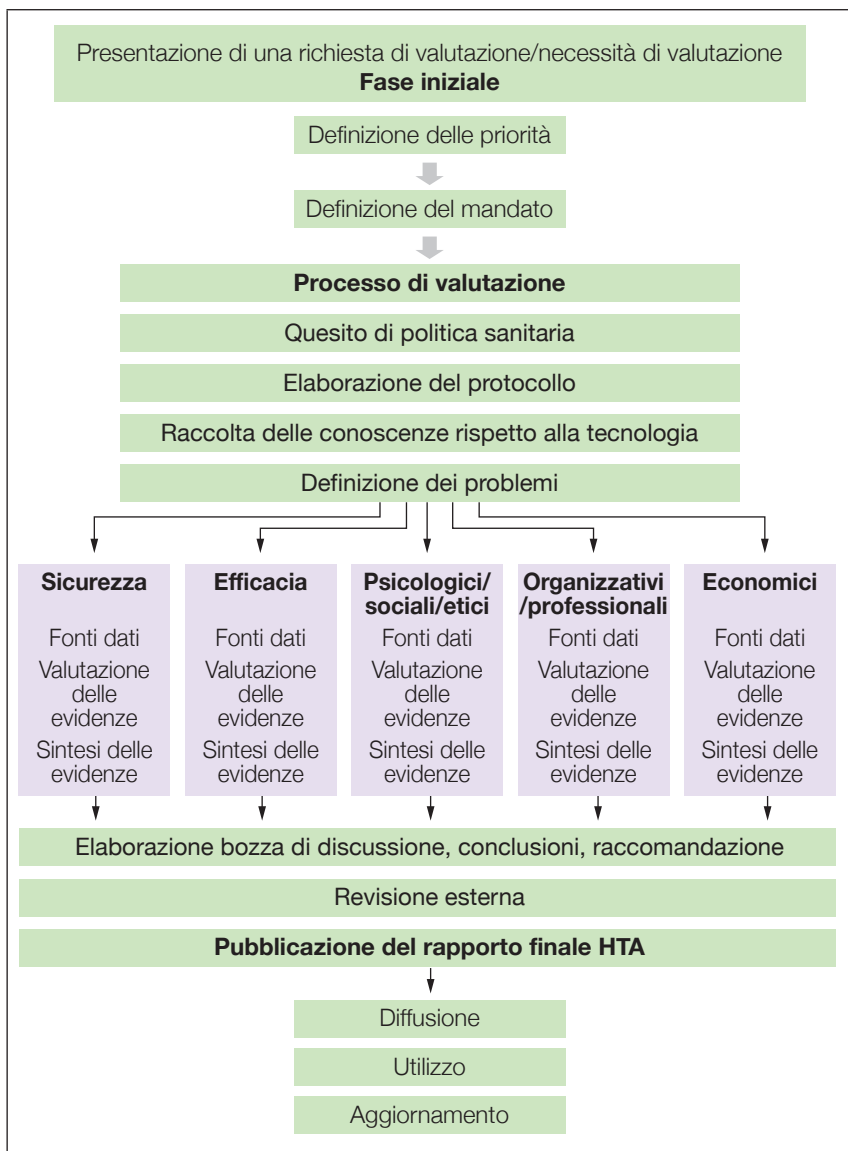 Presentazione di una richiesta di valutazione/necessità di valutazione
Fase iniziale
Definizione delle priorità
Definizione del mandato
Processo di valutazione
Quesito di politica sanitaria
Elaborazione del protocollo
Raccolta delle conoscenze rispetto alla tecnologia
Definizione dei problemi
Sicurezza
Fonti dati
Valutazione
delle
evidenze
Sintesi delle
evidenze
Efficacia
Fonti dati
Valutazione
delle
evidenze
Sintesi delle
evidenze
Psicologici/
sociali/etici
Fonti dati
Valutazione
delle
evidenze
Sintesi delle
evidenze
Organizzativi
/professionali
Fonti dati
Valutazione
delle
evidenze
Sintesi delle
evidenze
Economici
Fonti dati
Valutazione
delle
evidenze
Sintesi delle
evidenze
Elaborazione bozza di discussione, conclusioni, raccomandazione
Revisione esterna
Pubblicazione del rapporto finale HTA
Diffusione
Utilizzo
Aggiornamento